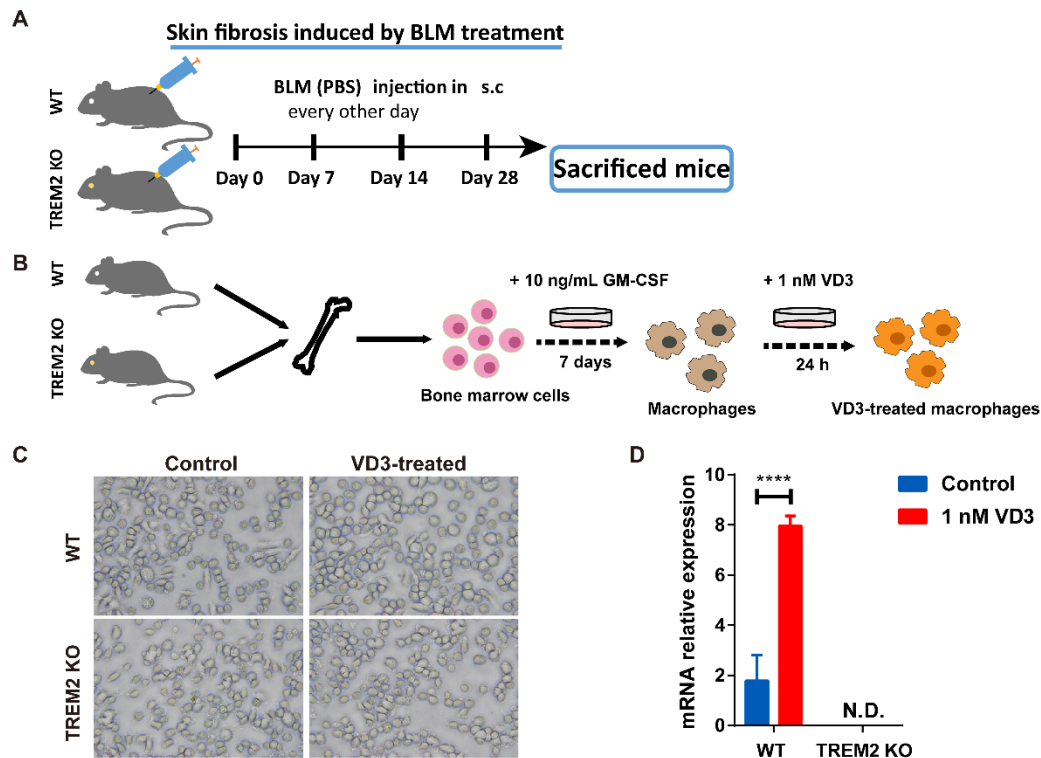 A
Skin fibrosis induced by BLM treatment
WT
TREM2 KO
BLM (PBS) injection in s.c
every other day
Day 0 Day 7 Day 14 Day 28
Sacrificed mice
B
WT
TREM2 KO
+ 10 ng/mL GM-CSF
+ 1 nM VD3
7 days
24 h
Bone marrow cells
Macrophages
VD3-treated macrophages
C
Control VD3-treated
WT
TREM2 KO
D
mRNA relative expression
10
8
6
4
2
0
****
N.D.
WT TREM2 KO
Control
1 nM VD3